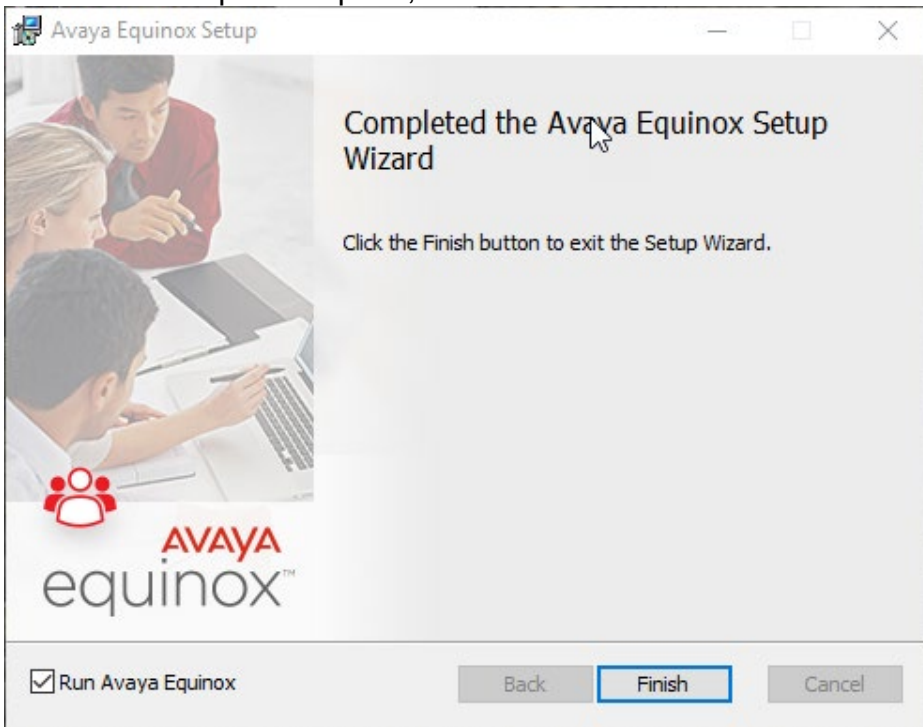 Avaya Equinox Setup
Completed the Avaya Equinox Setup
Wizard
Click the Finish button to exit the Setup Wizard.
AVAYA
equinox™
Run Avaya Equinox
Back
Finish
Cancel